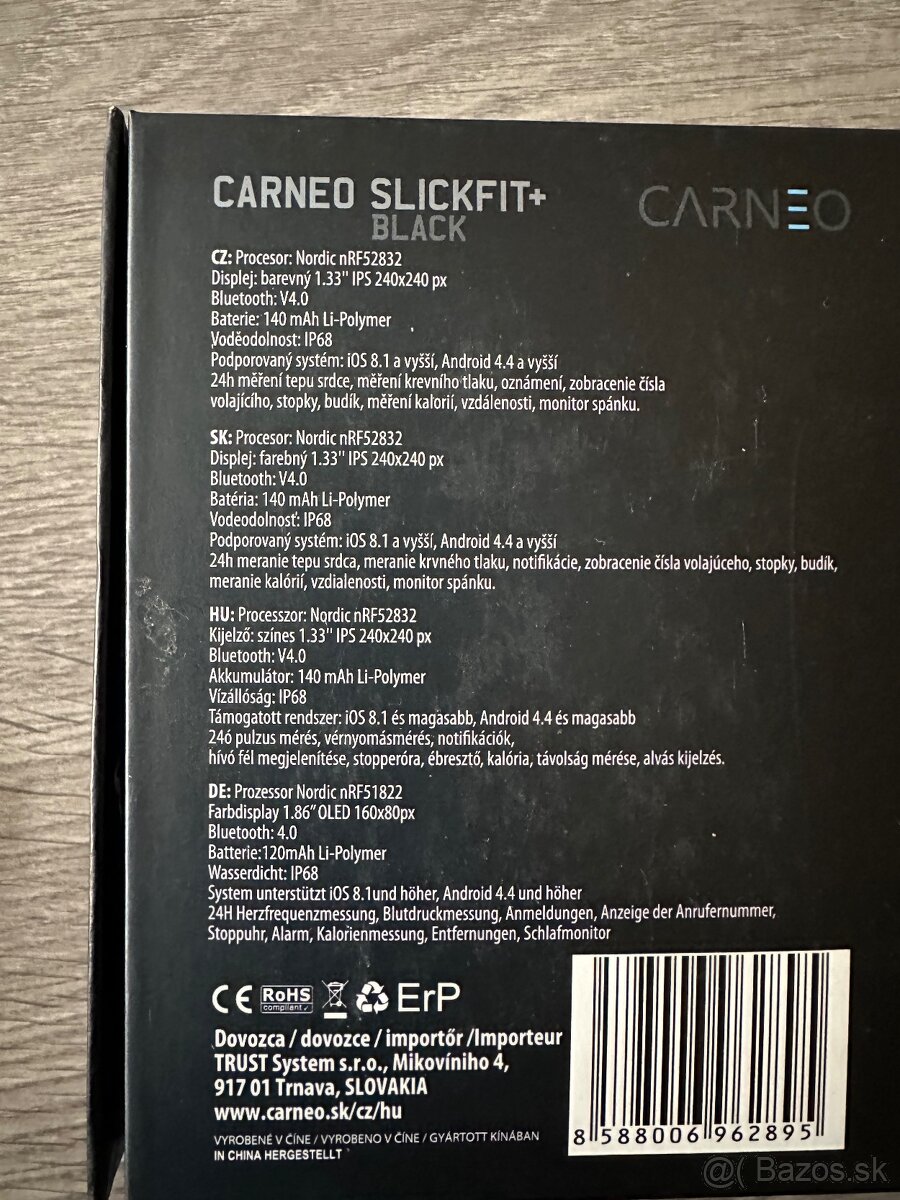 CARNEO SLICKFIT+
BLACK
CARNEO
CZ: Procesor: Nordic nRF52832
Displej: barevný 1.33'' IPS 240x240 px
Bluetooth: V4.0
Baterie: 140 mAh Li-Polymer
Voděodolnost: IP68
Podporovaný systém: iOS 8.1 a vyšší, Android 4.4 a vyšší
24h měření tepu srdce, měření krevního tlaku, oznámení, zobracenie čísla
volajícího, stopky, budík, měření kalorií, vzdálenosti, monitor spánku.
SK: Procesor: Nordic nRF52832
Displej: farebný 1.33'' IPS 240x240 px
Bluetooth: V4.0
Batéria: 140 mAh Li-Polymer
Vodeodolnosť: IP68
Podporovaný systém: iOS 8.1 a vyšší, Android 4.4 a vyšší
24h meranie tepu srdca, meranie krvného tlaku, notifikácie, zobracenie čísla volajúceho, stopky, budík,
meranie kalórií, vzdialenosti, monitor spánku.
HU: Processzor: Nordic nRF52832
Kijelző: színes 1.33'' IPS 240x240 px
Bluetooth: V4.0
Akkumulátor: 140 mAh Li-Polymer
Vízállóság: IP68
Támogatott rendszer: iOS 8.1 és magasabb, Android 4.4 és magasabb
24ó pulzus mérés, vérnyomásmérés, notifikációk,
hívó fél megjelenítése, stopperóra, ébresztő, kalória, távolság mérése, alvás kijelzés.
DE: Prozessor Nordic nRF51822
Farbdisplay 1.86” OLED 160x80px
Bluetooth: 4.0
Batterie:120mAh Li-Polymer
Wasserdicht: IP68
System unterstützt iOS 8.1und höher, Android 4.4 und höher
24H Herzfrequenzmessung, Blutdruckmessung, Anmeldungen, Anzeige der Anrufernummer,
Stoppuhr, Alarm, Kalorienmessung, Entfernungen, Schlafmonitor
CE RoHS compliant ✓ ErP
Dovozca / dovozce / importőr /Importeur
TRUST System s.r.o., Mikovíniho 4,
917 01 Trnava, SLOVAKIA
www.carneo.sk/cz/hu
VYROBENÉ V ČÍNE / VYROBENO V ČÍNE / GYÁRTOTT KÍNÁBAN
IN CHINA HERGESTELLT
8 588006 962895
@( Bazos.sk